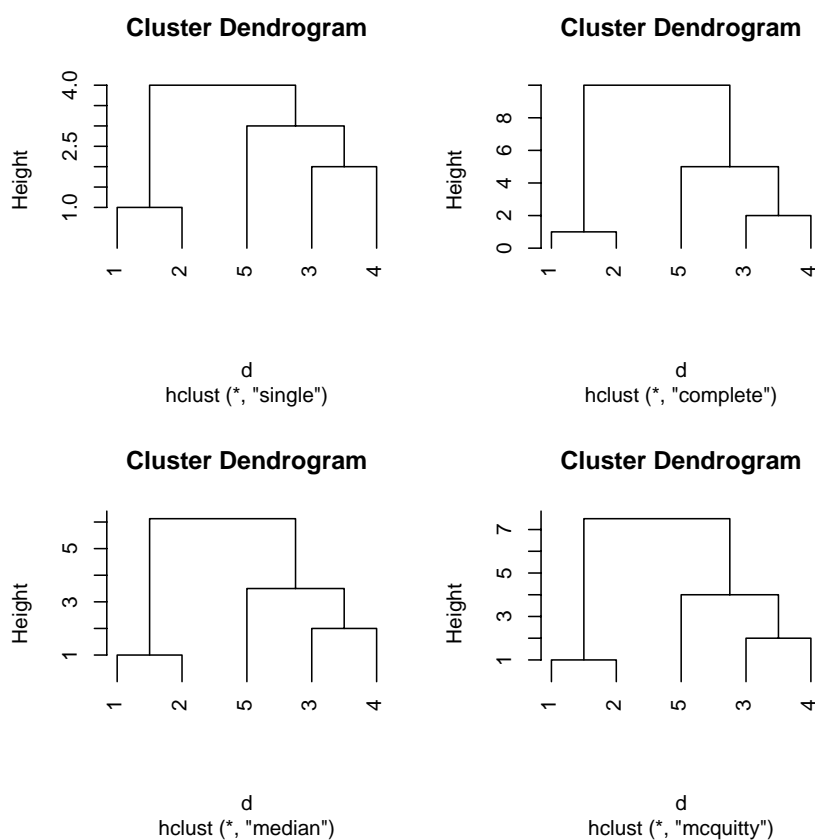 Cluster Dendrogram
Height
4.0
2.5
1.0
1
2
5
3
4
d
hclust (*, "single")
Cluster Dendrogram
Height
8
6
4
2
0
1
2
5
3
4
d
hclust (*, "complete")
Cluster Dendrogram
Height
5
3
1
1
2
5
3
4
d
hclust (*, "median")
Cluster Dendrogram
Height
7
5
3
1
1
2
5
3
4
d
hclust (*, "mcquitty")